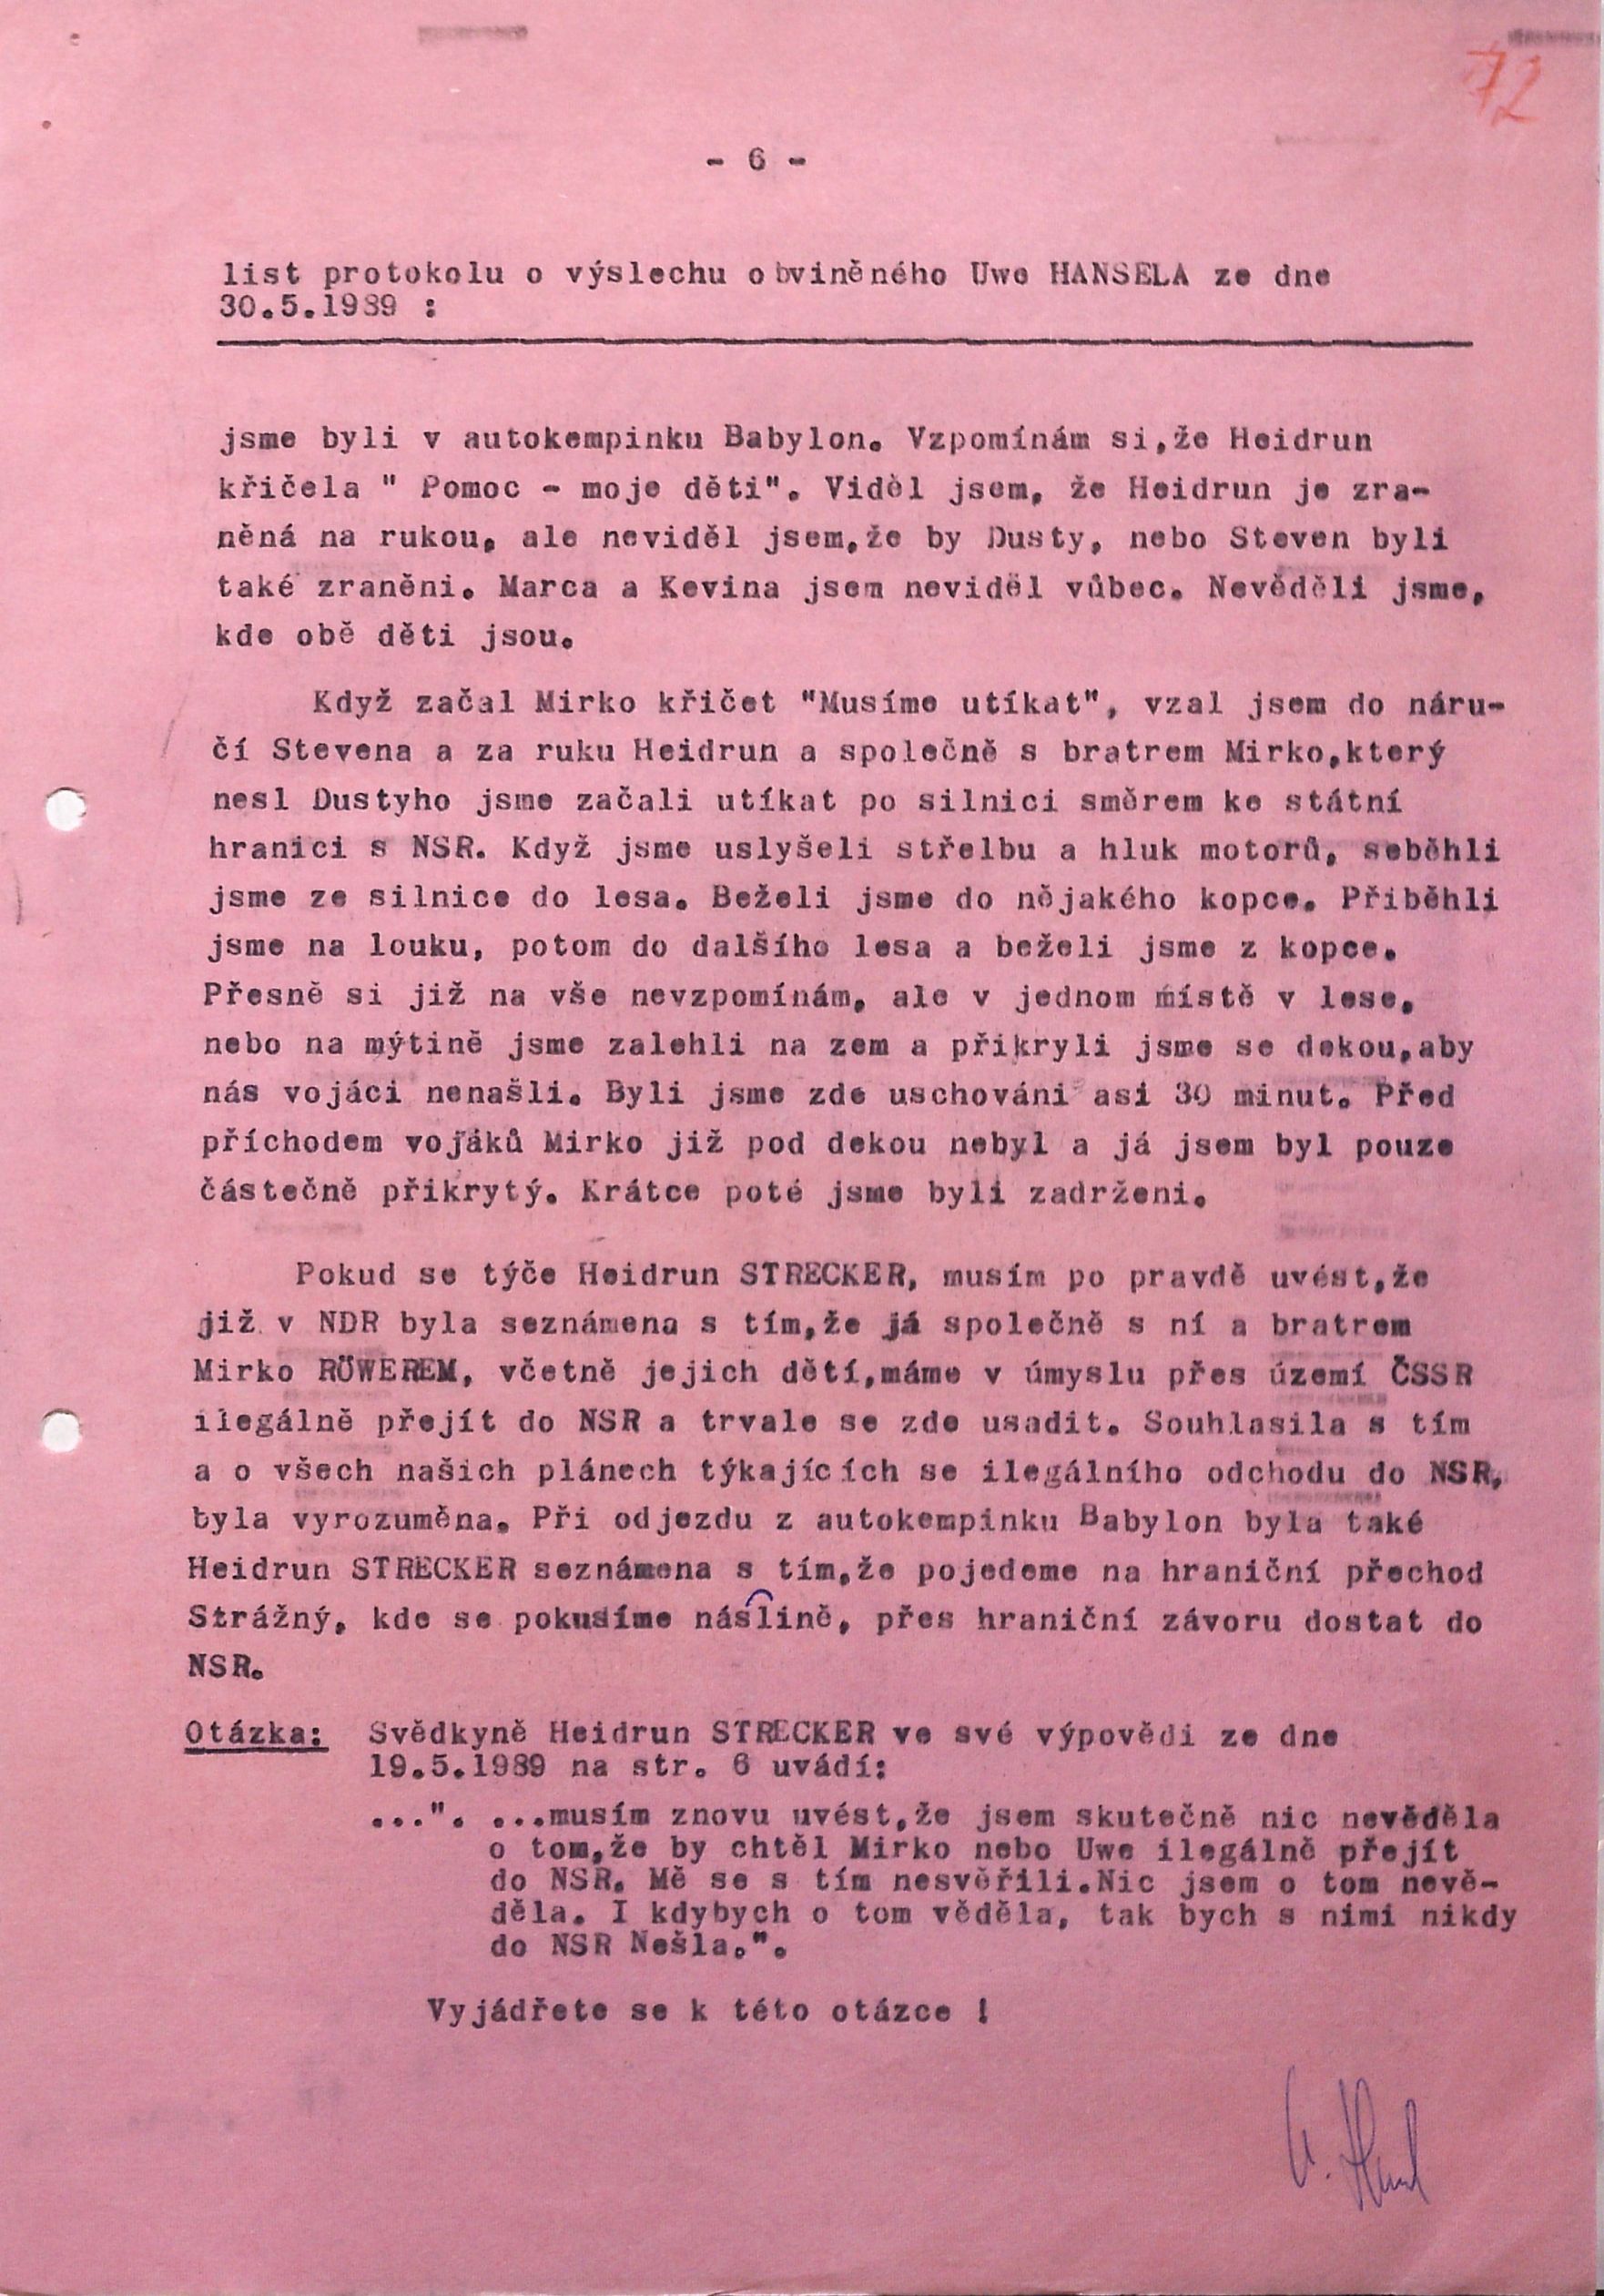 72
- 6 -
list protokolu o výslechu obviněného Uwe HANSELA ze dne
30.5.1989 :
jsme byli v autokempinku Babylon. Vzpomínám si,že Heidrun
křičela " Pomoc - moje děti". Viděl jsem, že Heidrun je zra-
něná na rukou, ale neviděl jsem,že by Dusty, nebo Steven byli
také zraněni. Marca a Kevina jsem neviděl vůbec. Nevěděli jsme,
kde obě děti jsou.
Když začal Mirko křičet "Musíme utíkat", vzal jsem do náru-
čí Stevena a za ruku Heidrun a společně s bratrem Mirko,který
nesl Dustyho jsme začali utíkat po silnici směrem ke státní
hranici s NSR. Když jsme uslyšeli střelbu a hluk motorů, seběhli
jsme ze silnice do lesa. Beželi jsme do nějakého kopce. Přiběhli
jsme na louku, potom do dalšího lesa a beželi jsme z kopce.
Přesně si již na vše nevzpomínám, ale v jednom místě v lese,
nebo na mýtině jsme zalehli na zem a přikryli jsme se dekou,aby
nás vojáci nenašli. Byli jsme zde uschováni asi 30 minut. Před
příchodem vojáků Mirko již pod dekou nebyl a já jsem byl pouze
částečně přikrytý. Krátce poté jsme byli zadrženi.
Pokud se týče Heidrun STRECKER, musím po pravdě uvést,že
již v NDR byla seznámena s tím,že já společně s ní a bratrem
Mirko RÖWEREM, včetně jejich dětí,máme v úmyslu přes území ČSSR
ilegálně přejít do NSR a trvale se zde usadit. Souhlasila s tím
a o všech našich plánech týkajících se ilegálního odchodu do NSR,
byla vyrozuměna. Při odjezdu z autokempinku Babylon byla také
Heidrun STRECKER seznámena s tím,že pojedeme na hraniční přechod
Strážný, kde se pokusíme náslině, přes hraniční závoru dostat do
NSR.
Otázka: Svědkyně Heidrun STRECKER ve své výpovědi ze dne
19.5.1989 na str. 6 uvádí:
...". ...musím znovu uvést,že jsem skutečně nic nevěděla
o tom,že by chtěl Mirko nebo Uwe ilegálně přejít
do NSR. Mě se s tím nesvěřili.Nic jsem o tom nevě-
děla. I kdybych o tom věděla, tak bych s nimi nikdy
do NSR Nešla.".
Vyjádřete se k této otázce !